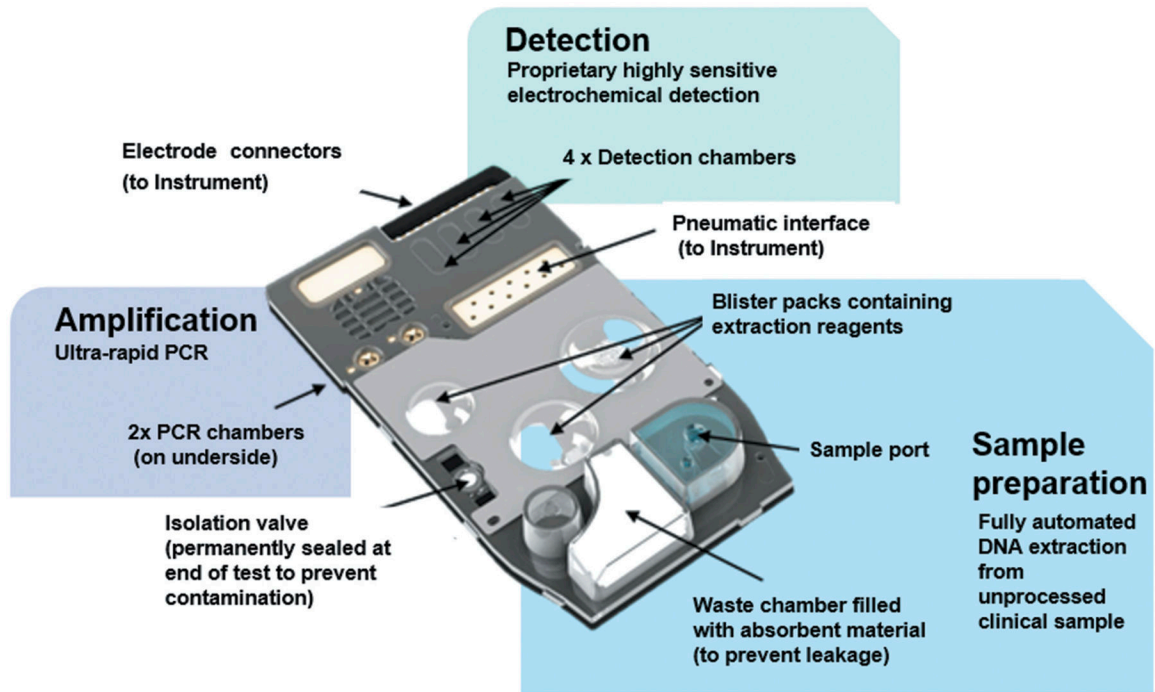 Detection
Proprietary highly sensitive
electrochemical detection
Electrode connectors
(to Instrument)
4 x Detection chambers
Pneumatic interface
(to Instrument)
Amplification
Ultra-rapid PCR
Blister packs containing
extraction reagents
2x PCR chambers
(on underside)
Sample port
Sample
preparation
Fully automated
DNA extraction
from
unprocessed
clinical sample
Isolation valve
(permanently sealed at
end of test to prevent
contamination)
Waste chamber filled
with absorbent material
(to prevent leakage)